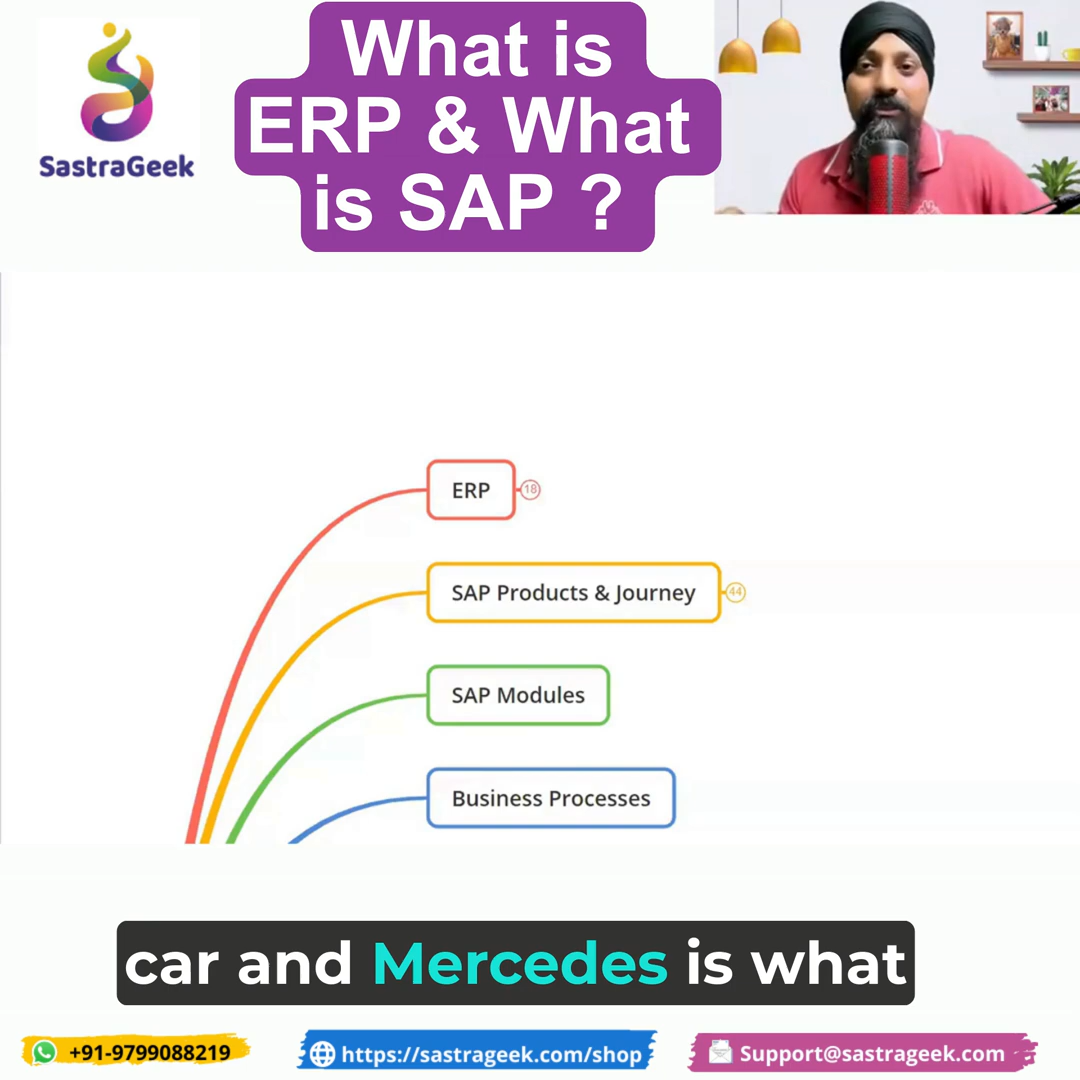 SastraGeek
What is
ERP & What
is SAP ?
ERP
18
SAP Products & Journey
44
SAP Modules
Business Processes
car and Mercedes is what
+91-9799088219
https://sastrageek.com/shop
Support@sastrageek.com